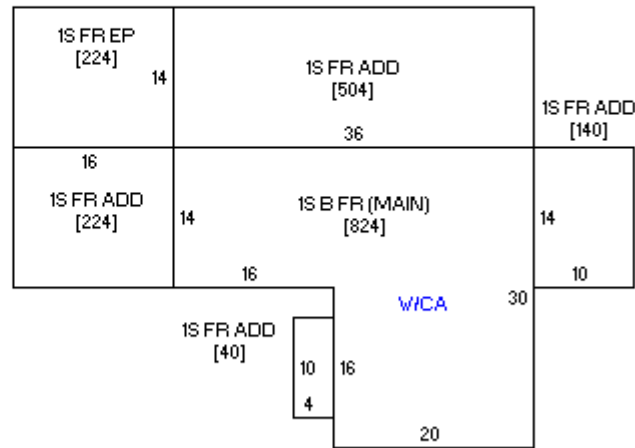 1S FR EP
[224]
14
1S FR ADD
[504]
36
1S FR ADD
[140]
16
1S FR ADD
[224]
14
1S B FR (MAIN)
[824]
14
10
16
V/CA
30
1S FR ADD
[40]
10
16
4
20